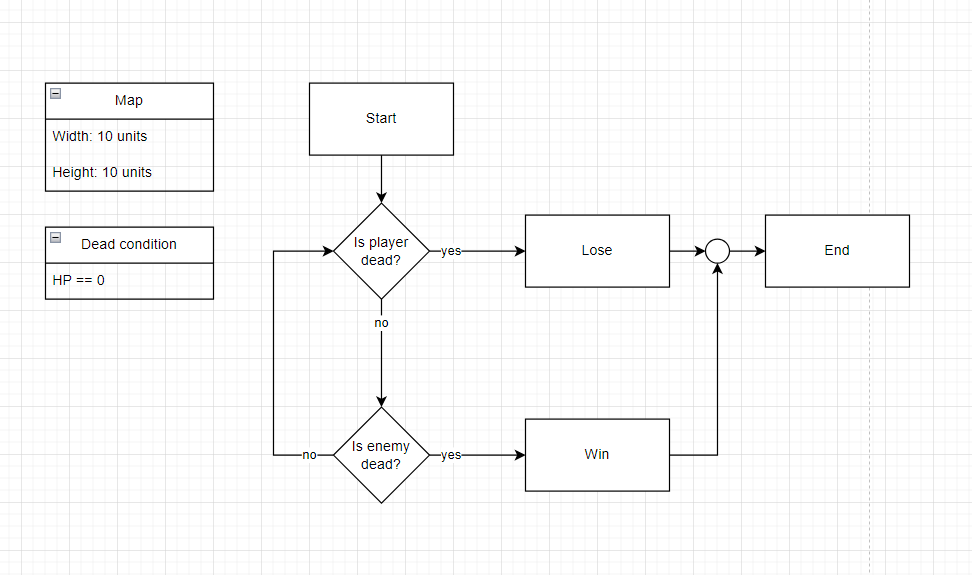 Map
Width: 10 units
Height: 10 units
Dead condition
HP == 0
Start
Is player
dead?
yes
Lose
End
no
Is enemy
dead?
no
yes
Win